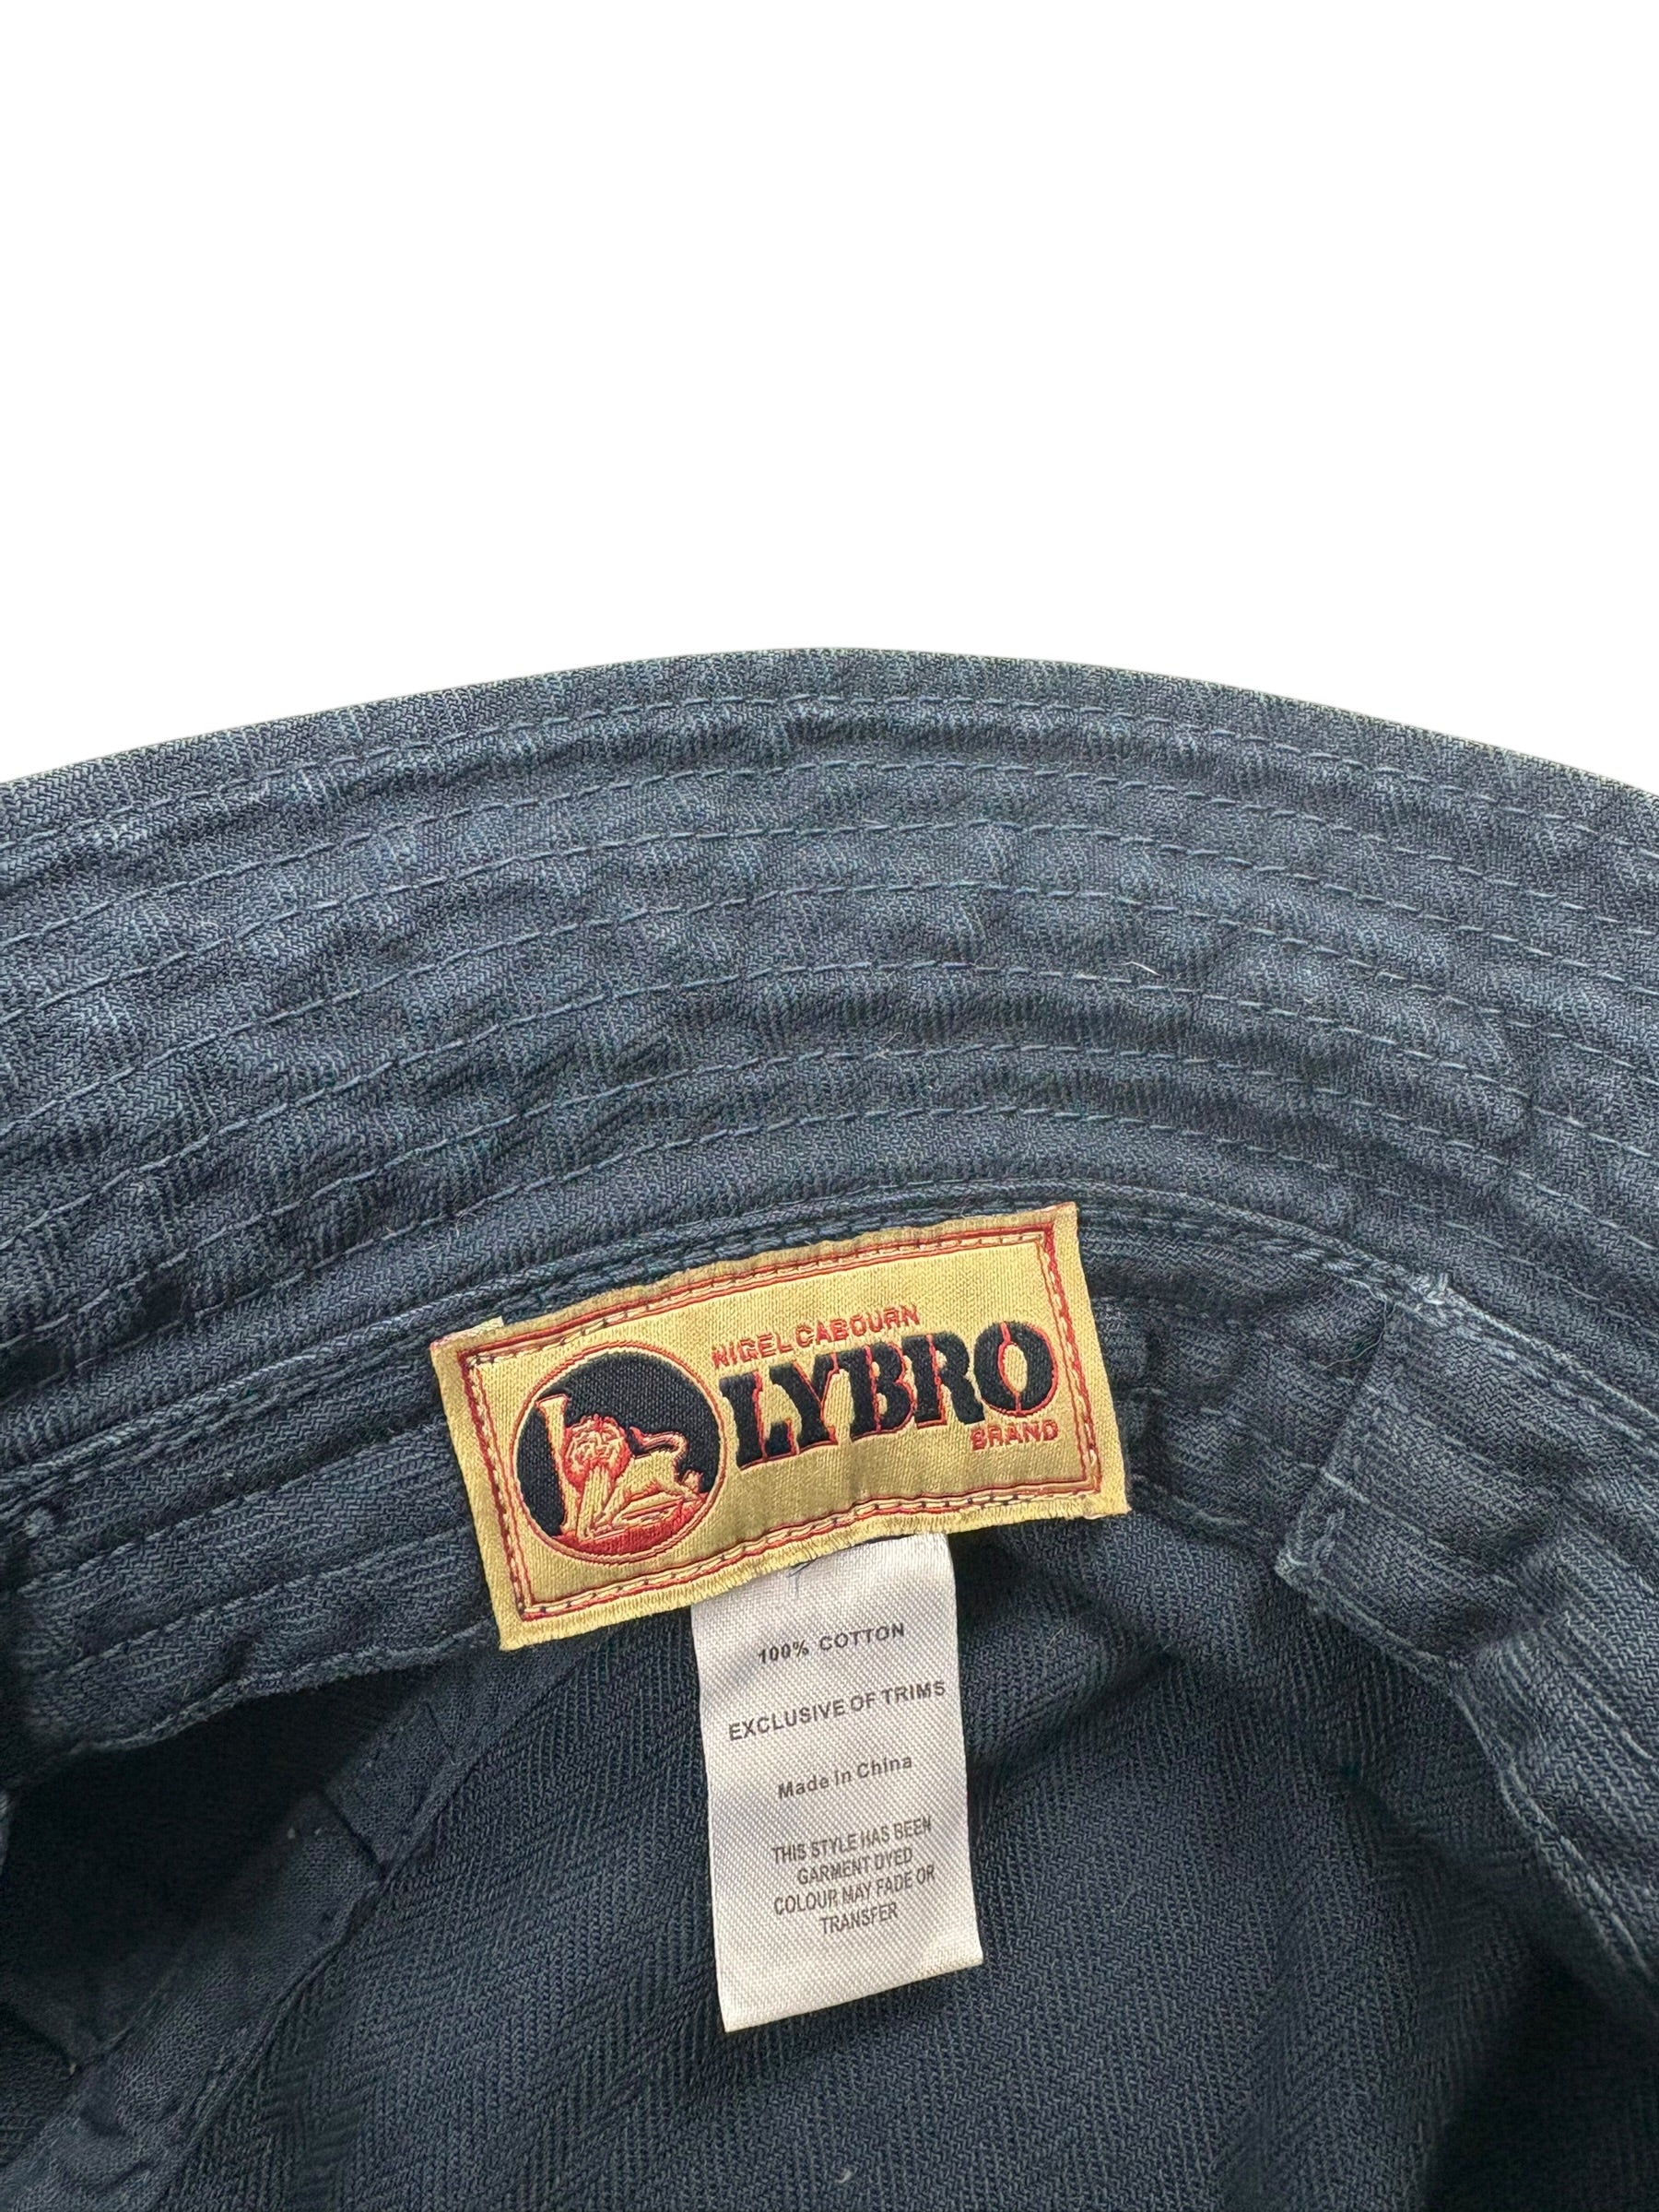 NIGEL CABOURN
LYBRO
BRAND
100% COTTON
EXCLUSIVE OF TRIMS
Made in China
THIS STYLE HAS BEEN
GARMENT DYED
COLOUR MAY FADE OR
TRANSFER